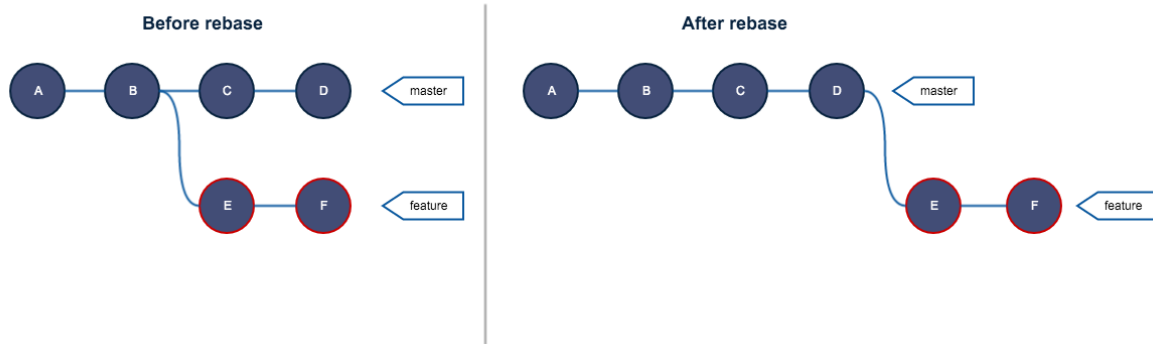 Before rebase
A B C D master
E F feature
After rebase
A B C D master
E F feature